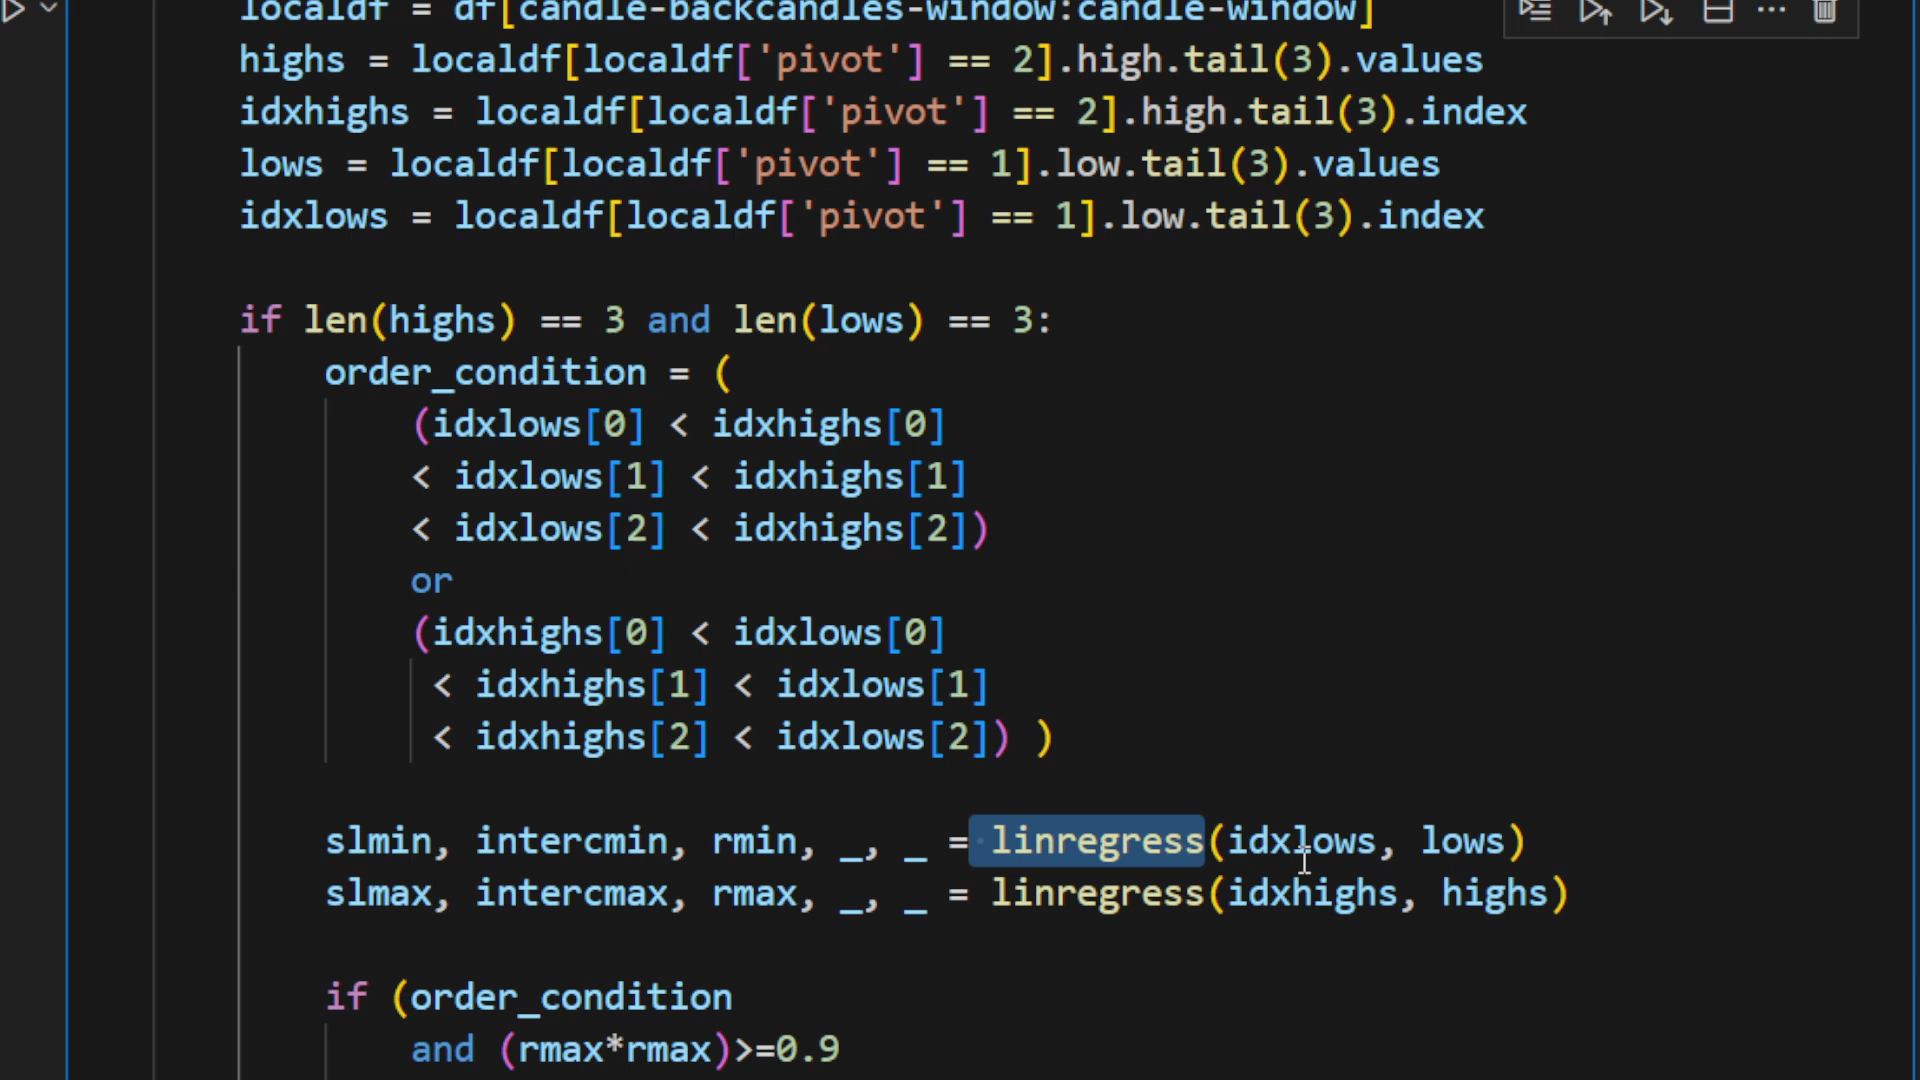 localdf = df[candle-backcandles-window:candle-window]
highs = localdf[localdf['pivot'] == 2].high.tail(3).values
idxhighs = localdf[localdf['pivot'] == 2].high.tail(3).index
lows = localdf[localdf['pivot'] == 1].low.tail(3).values
idxlows = localdf[localdf['pivot'] == 1].low.tail(3).index
if len(highs) == 3 and len(lows) == 3:
order_condition = (
(idxlows[0] < idxhighs[0]
< idxlows[1] < idxhighs[1]
< idxlows[2] < idxhighs[2])
or
(idxhighs[0] < idxlows[0]
< idxhighs[1] < idxlows[1]
< idxhighs[2] < idxlows[2]) )
slmin, intercmin, rmin, _, _ = linregress(idxlows, lows)
slmax, intercmax, rmax, _, _ = linregress(idxhighs, highs)
if (order_condition
and (rmax*rmax)>=0.9